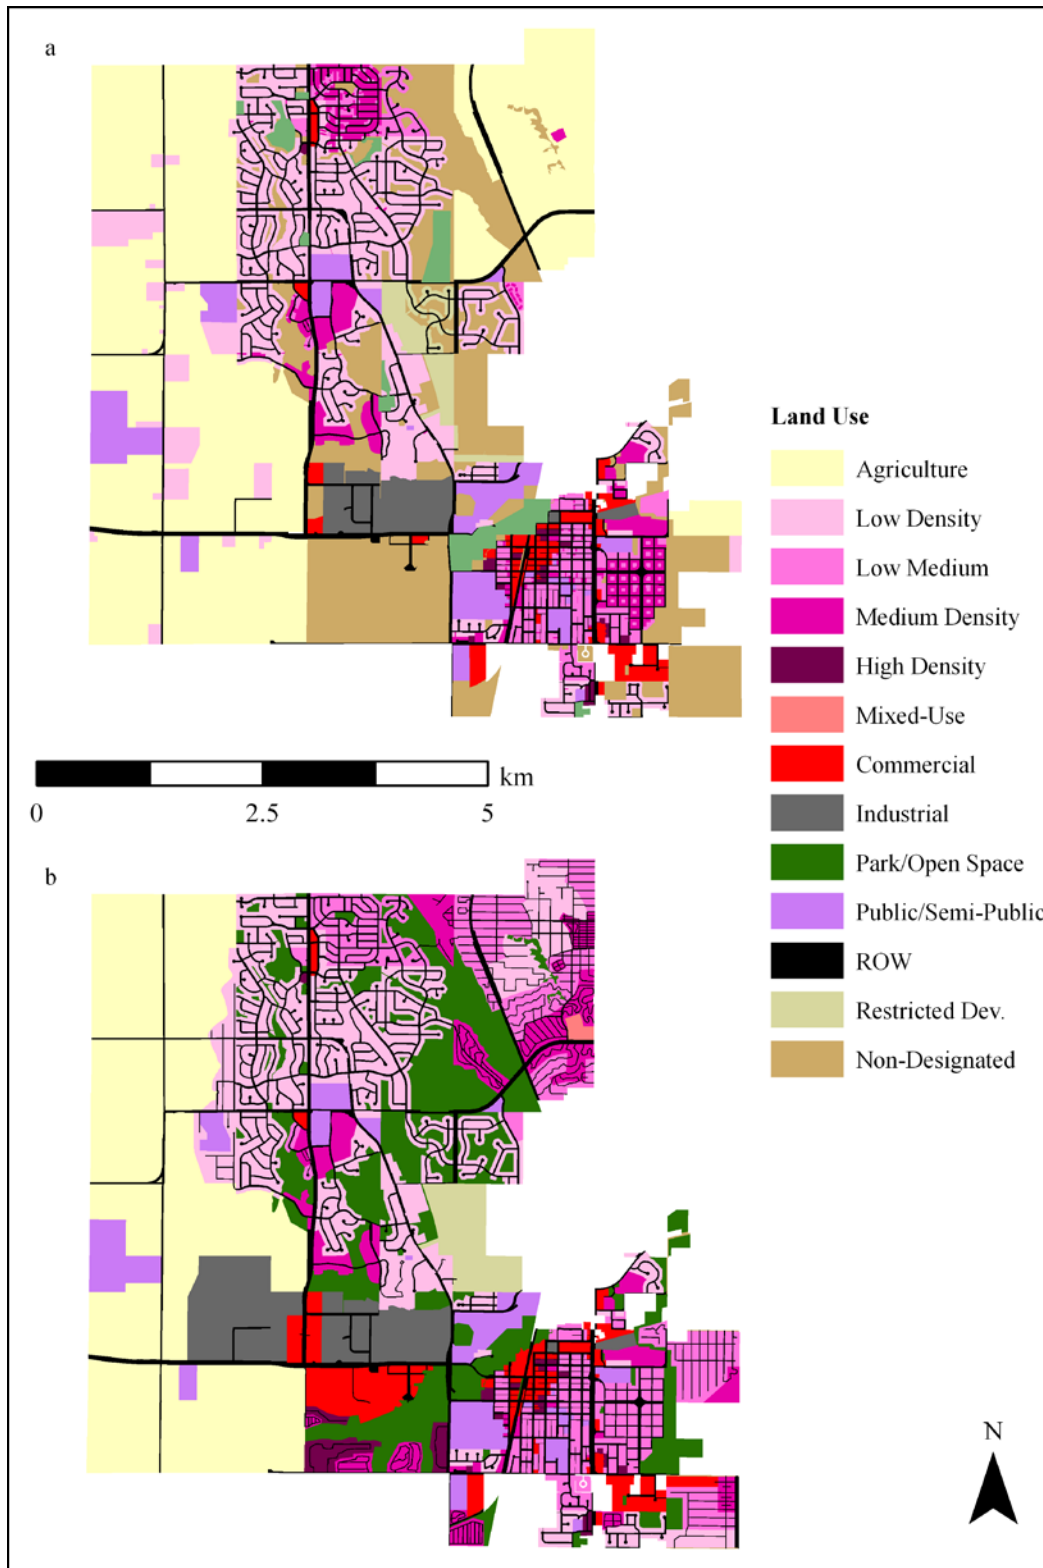 a
Land Use
Agriculture
Low Density
Low Medium
Medium Density
High Density
Mixed-Use
Commercial
Industrial
Park/Open Space
Public/Semi-Public
ROW
Restricted Dev.
Non-Designated
km
0 2.5 5
b
N